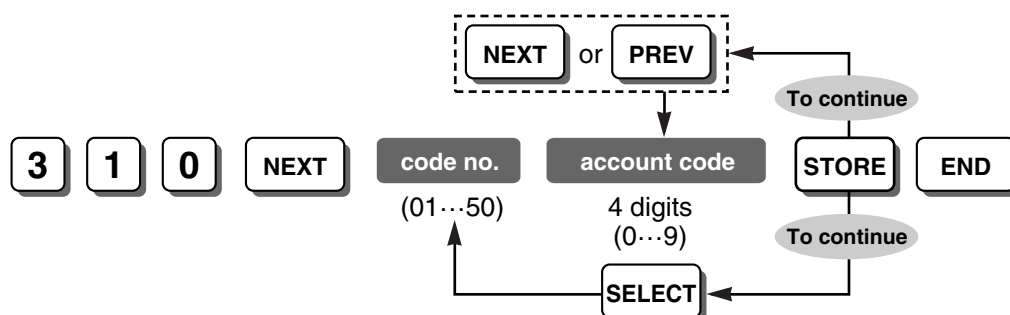 NEXT or PREV
To continue
3 1 0 NEXT code no. account code STORE END
(01···50) 4 digits
(0···9)
To continue
SELECT